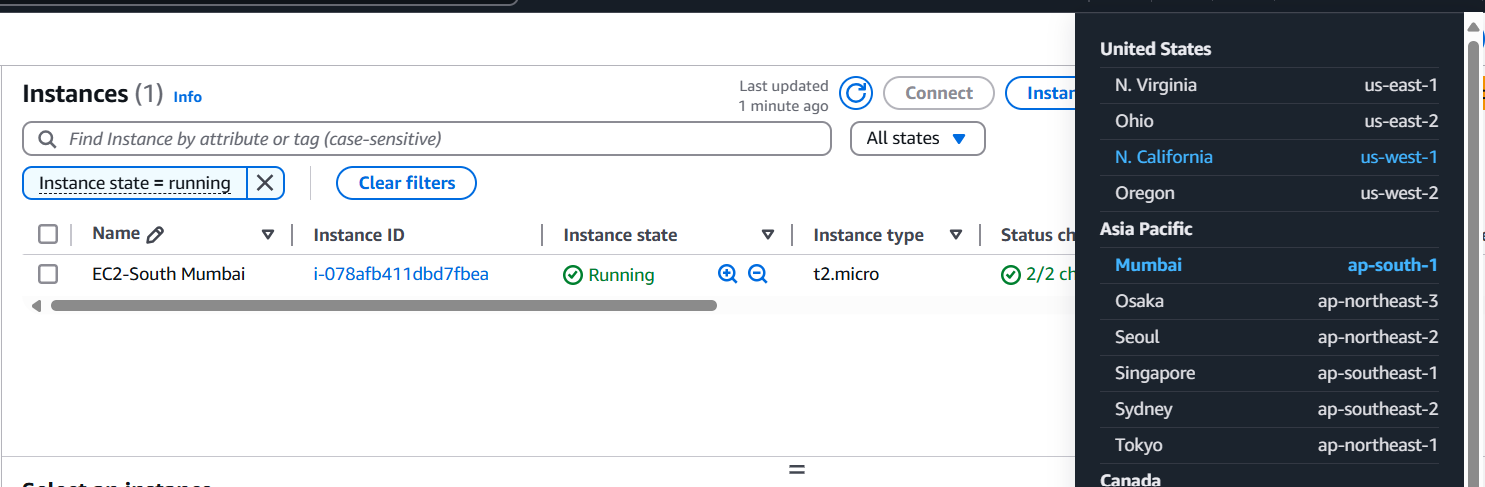 Instances (1) Info
Last updated
1 minute ago
Connect
Instan
Find Instance by attribute or tag (case-sensitive)
All states
Instance state = running
Clear filters
Name Instance ID Instance state Instance type Status ch
EC2-South Mumbai i-078afb411dbd7fbea Running t2.micro 2/2 ch
Select an instance
United States
N. Virginia us-east-1
Ohio us-east-2
N. California us-west-1
Oregon us-west-2
Asia Pacific
Mumbai ap-south-1
Osaka ap-northeast-3
Seoul ap-northeast-2
Singapore ap-southeast-1
Sydney ap-southeast-2
Tokyo ap-northeast-1
Canada